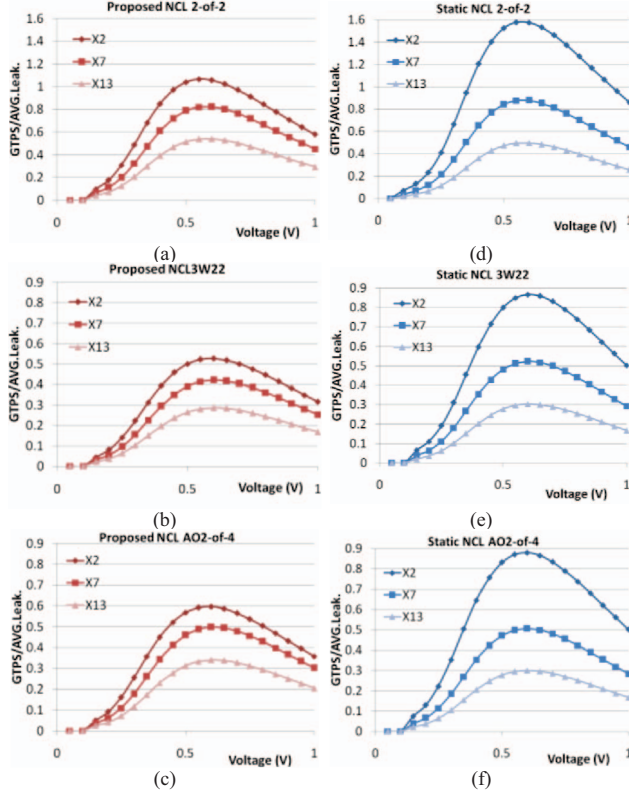 Proposed NCL 2-of-2
GTPS/AVG.Leak.
1.6
1.4
1.2
1
0.8
0.6
0.4
0.2
0
X2
X7
X13
0
0.5
1
Voltage (V)
(a)
Static NCL 2-of-2
GTPS/AVG.Leak.
1.6
1.4
1.2
1
0.8
0.6
0.4
0.2
0
X2
X7
X13
0
0.5
1
Voltage (V)
(d)
Proposed NCL3W22
GTPS/AVG.Leak.
0.9
0.8
0.7
0.6
0.5
0.4
0.3
0.2
0.1
0
X2
X7
X13
0
0.5
1
Voltage (V)
(b)
Static NCL 3W22
GTPS/AVG.Leak.
0.9
0.8
0.7
0.6
0.5
0.4
0.3
0.2
0.1
0
X2
X7
X13
0
0.5
1
Voltage (V)
(e)
Proposed NCL AO2-of-4
GTPS/AVG.Leak.
0.9
0.8
0.7
0.6
0.5
0.4
0.3
0.2
0.1
0
X2
X7
X13
0
0.5
1
Voltage (V)
(c)
Static NCL AO2-of-4
GTPS/AVG.Leak.
0.9
0.8
0.7
0.6
0.5
0.4
0.3
0.2
0.1
0
X2
X7
X13
0
0.5
1
Voltage (V)
(f)